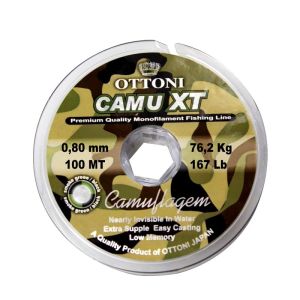 OTTONI
CAMU XT
Premium Quality Monofilament Fishing Line
0,80 mm
100 MT
76,2 Kg
167 Lb
Camuflagem
Nearly Invisible In Water
Extra Supple Easy Casting
Low Memory
A Quality Product of OTTONI JAPAN